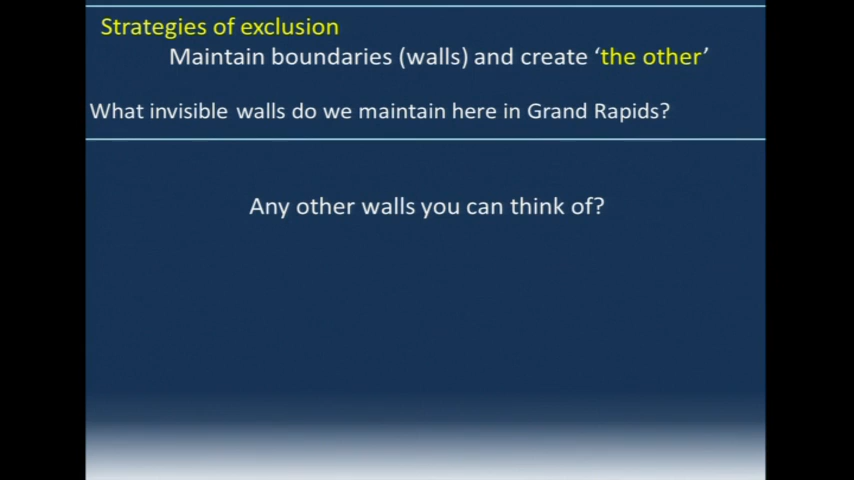 Strategies of exclusion
Maintain boundaries (walls) and create ‘the other’
What invisible walls do we maintain here in Grand Rapids?
Any other walls you can think of?